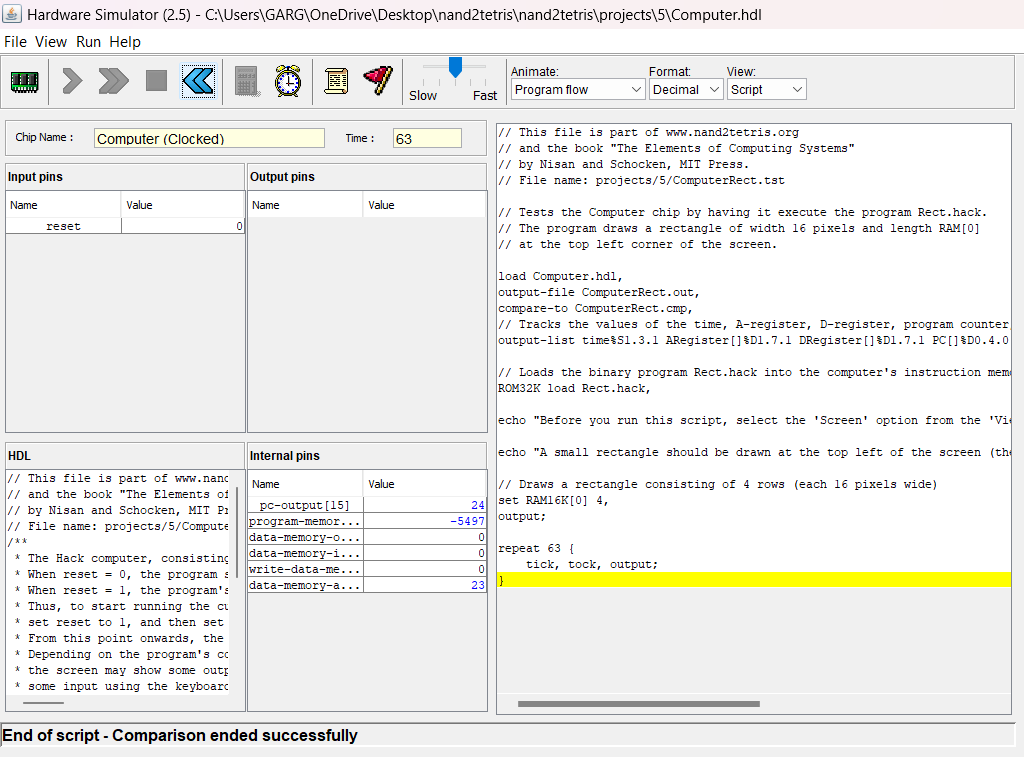 Hardware Simulator (2.5) - C:\Users\GARG\OneDrive\Desktop\nand2tetris\nand2tetris\projects\5\Computer.hdl
File View Run Help
Slow Fast
Animate: Format: View:
Program flow Decimal Script
Chip Name : Computer (Clocked) Time : 63
Input pins
Name Value
reset 0
Output pins
Name Value
HDL
// This file is part of www.nand
// and the book "The Elements of
// by Nisan and Schocken, MIT Pr
// File name: projects/5/Compute
/**
* The Hack computer, consisting
* When reset = 0, the program s
* When reset = 1, the program's
* Thus, to start running the cu
* set reset to 1, and then set
* From this point onwards, the
* Depending on the program's co
* the screen may show some outp
* some input using the keyboard
Internal pins
Name Value
pc-output[15] 24
program-memor... -5497
data-memory-o... 0
data-memory-i... 0
write-data-me... 0
data-memory-a... 23
// This file is part of www.nand2tetris.org
// and the book "The Elements of Computing Systems"
// by Nisan and Schocken, MIT Press.
// File name: projects/5/ComputerRect.tst
// Tests the Computer chip by having it execute the program Rect.hack.
// The program draws a rectangle of width 16 pixels and length RAM[0]
// at the top left corner of the screen.
load Computer.hdl,
output-file ComputerRect.out,
compare-to ComputerRect.cmp,
// Tracks the values of the time, A-register, D-register, program counter,
output-list time%S1.3.1 ARegister[]%D1.7.1 DRegister[]%D1.7.1 PC[]%D0.4.0
// Loads the binary program Rect.hack into the computer's instruction mem
ROM32K load Rect.hack,
echo "Before you run this script, select the 'Screen' option from the 'Vie
echo "A small rectangle should be drawn at the top left of the screen (the
// Draws a rectangle consisting of 4 rows (each 16 pixels wide)
set RAM16K[0] 4,
output;
repeat 63 {
tick, tock, output;
}
End of script - Comparison ended successfully